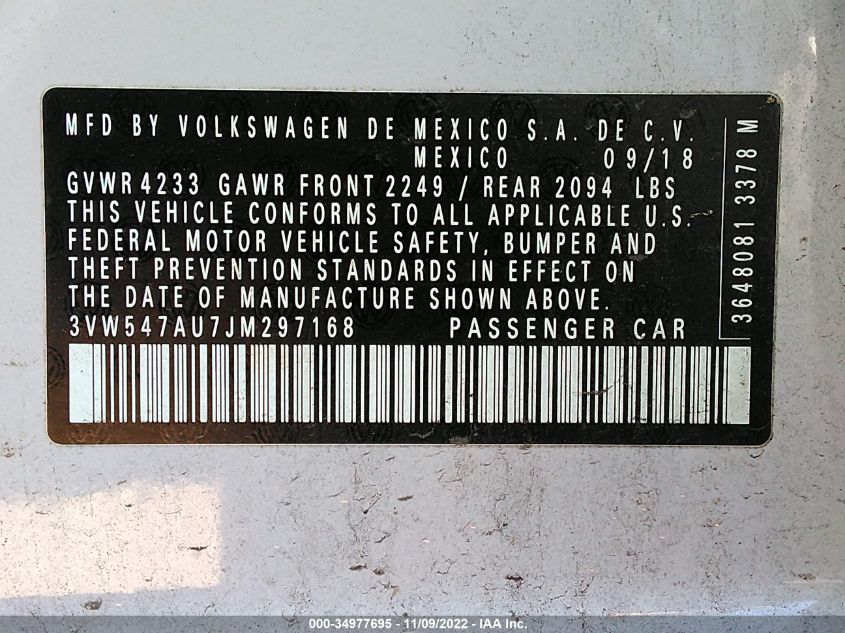 MFD BY VOLKSWAGEN DE MEXICO S.A. DE C.V.
MEXICO 09/18
GVWR 4233 GAWR FRONT 2249 / REAR 2094 LBS
THIS VEHICLE CONFORMS TO ALL APPLICABLE U.S.
FEDERAL MOTOR VEHICLE SAFETY, BUMPER AND
THEFT PREVENTION STANDARDS IN EFFECT ON
THE DATE OF MANUFACTURE SHOWN ABOVE.
3VW547AU7JM297168 PASSENGER CAR
3648081 3378 M
000-34977695 - 11/09/2022 - IAA Inc.